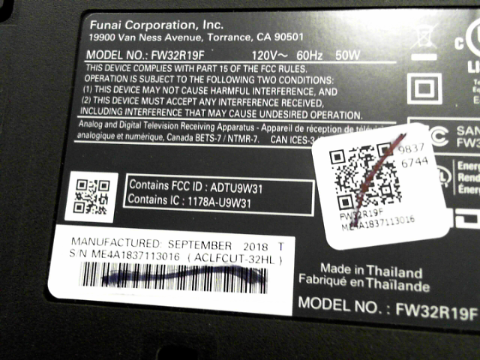 Funai Corporation, Inc.
19900 Van Ness Avenue, Torrance, CA 90501
MODEL NO.: FW32R19F 120V~ 60Hz 50W
THIS DEVICE COMPLIES WITH PART 15 OF THE FCC RULES.
OPERATION IS SUBJECT TO THE FOLLOWING TWO CONDITIONS:
(1) THIS DEVICE MAY NOT CAUSE HARMFUL INTERFERENCE, AND
(2) THIS DEVICE MUST ACCEPT ANY INTERFERENCE RECEIVED,
INCLUDING INTERFERENCE THAT MAY CAUSE UNDESIRED OPERATION.
Analog and Digital Television Receiving Apparatus - Appareil de réception de
analogique et numérique, Canada BETS-7 / NTMR-7. CAN ICES-3
Contains FCC ID : ADTU9W31
Contains IC : 1178A-U9W31
9837
6744
FW32R19F
ME4A1837113016
MANUFACTURED: SEPTEMBER 2018 T
S/N ME4A1837113016 ( ACLFCUT-32HL )
Made in Thailand
Fabriqué en Thaïlande
MODEL NO. : FW32R19F